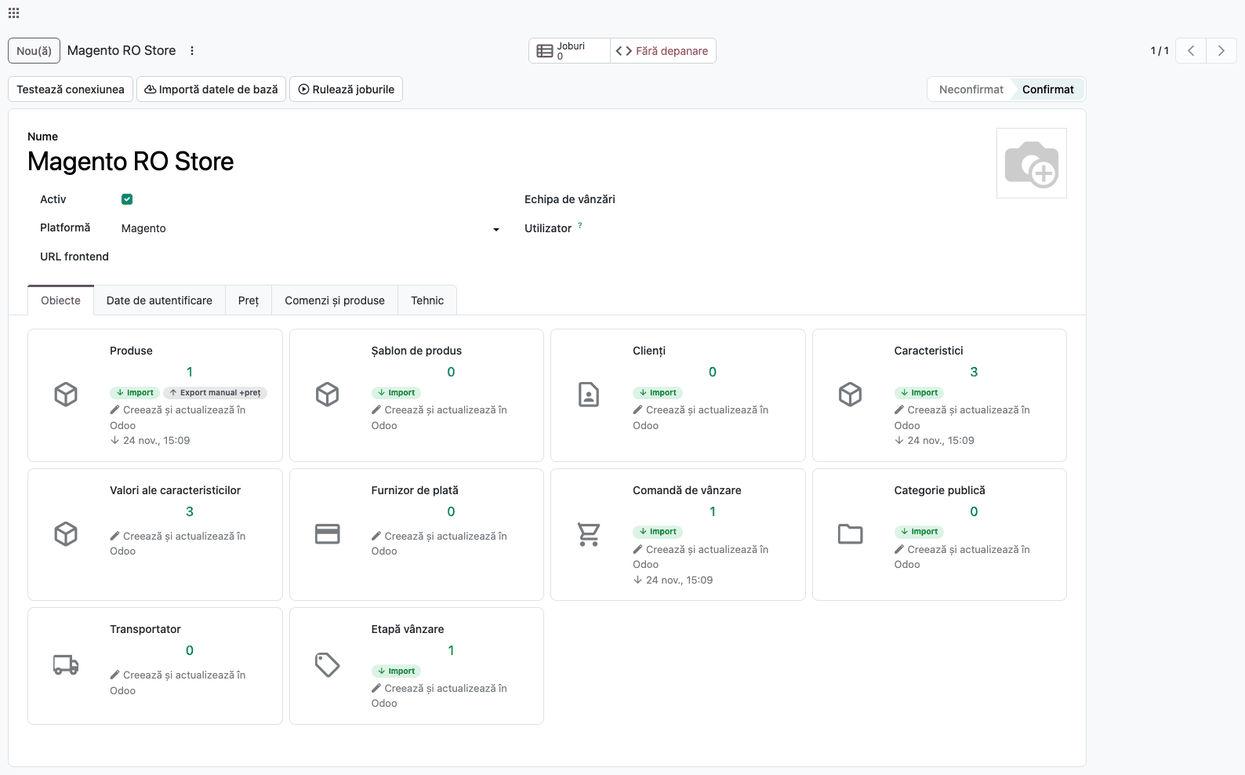 Nou(ă)
Magento RO Store
Joburi
0
Fără depanare
1 / 1
Testează conexiunea
Importă datele de bază
Rulează joburile
Neconfirmat
Confirmat
Nume
Magento RO Store
Activ
Echipa de vânzări
Platformă
Magento
Utilizator ?
URL frontend
Obiecte
Date de autentificare
Preț
Comenzi și produse
Tehnic
Produse
1
Import
Export manual +preț
Creează și actualizează în
Odoo
24 nov., 15:09
Șablon de produs
0
Import
Creează și actualizează în
Odoo
Clienți
0
Import
Creează și actualizează în
Odoo
Caracteristici
3
Import
Creează și actualizează în
Odoo
24 nov., 15:09
Valori ale caracteristicilor
3
Creează și actualizează în
Odoo
Furnizor de plată
0
Creează și actualizează în
Odoo
Comandă de vânzare
1
Import
Creează și actualizează în
Odoo
24 nov., 15:09
Categorie publică
0
Import
Creează și actualizează în
Odoo
Transportator
0
Creează și actualizează în
Odoo
Etapă vânzare
1
Import
Creează și actualizează în
Odoo